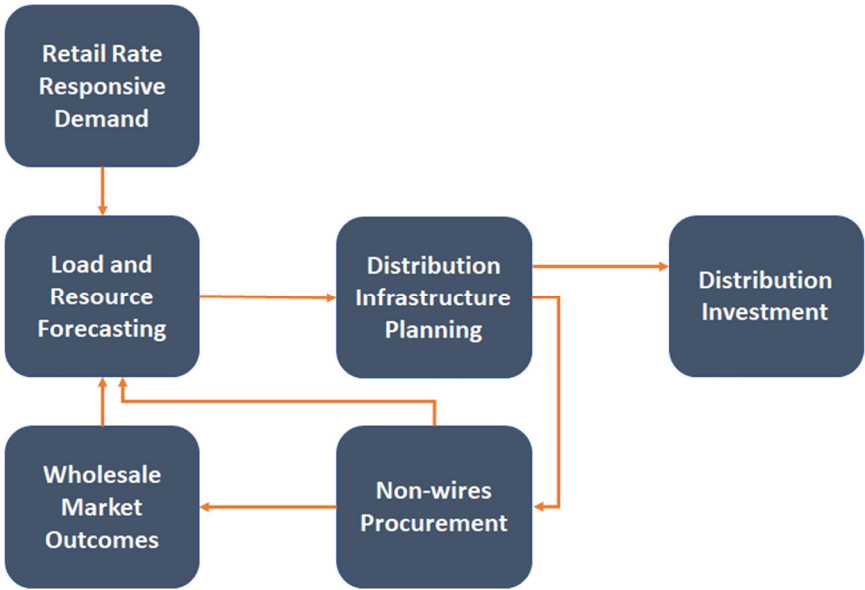 Retail Rate
Responsive
Demand
Load and
Resource
Forecasting
Distribution
Infrastructure
Planning
Distribution
Investment
Wholesale
Market
Outcomes
Non-wires
Procurement